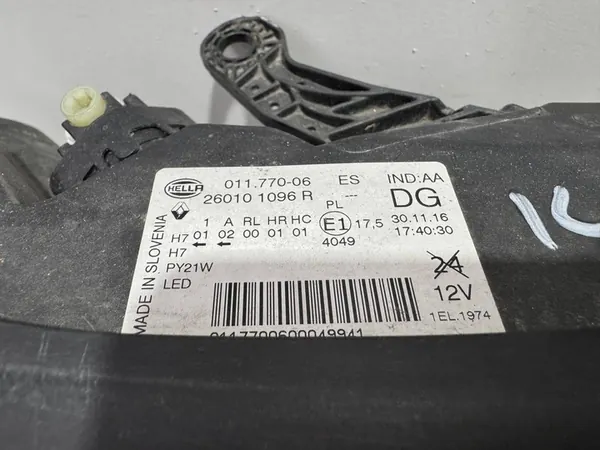 HELLA 011.770-06 ES IND:AA
26010 1096 R PL --- DG
1 A RL HR HC E1 17,5 30.11.16
H7 01 02 00 01 01 4049 17:40:30
H7
PY21W 24
LED 12V
1EL.1974
MADE IN SLOVENIA
0117700600049941
10